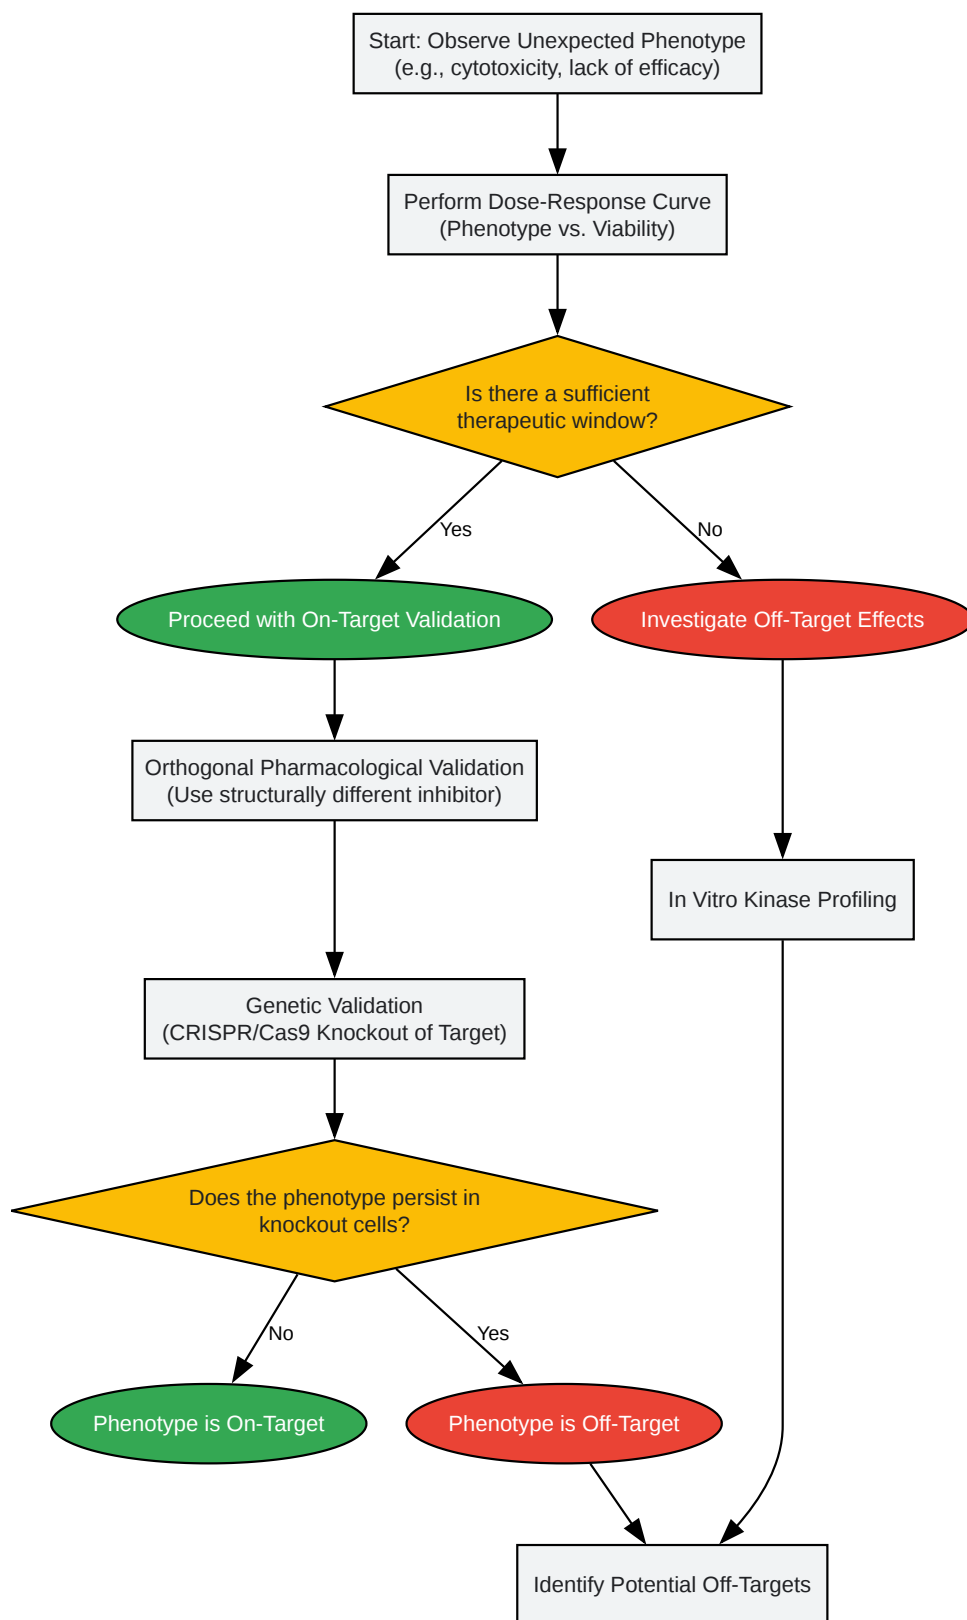 Start: Observe Unexpected Phenotype
(e.g., cytotoxicity, lack of efficacy)
Perform Dose-Response Curve
(Phenotype vs. Viability)
Is there a sufficient
therapeutic window?
Yes
No
Proceed with On-Target Validation
Investigate Off-Target Effects
Orthogonal Pharmacological Validation
(Use structurally different inhibitor)
In Vitro Kinase Profiling
Genetic Validation
(CRISPR/Cas9 Knockout of Target)
Does the phenotype persist in
knockout cells?
No
Yes
Phenotype is On-Target
Phenotype is Off-Target
Identify Potential Off-Targets